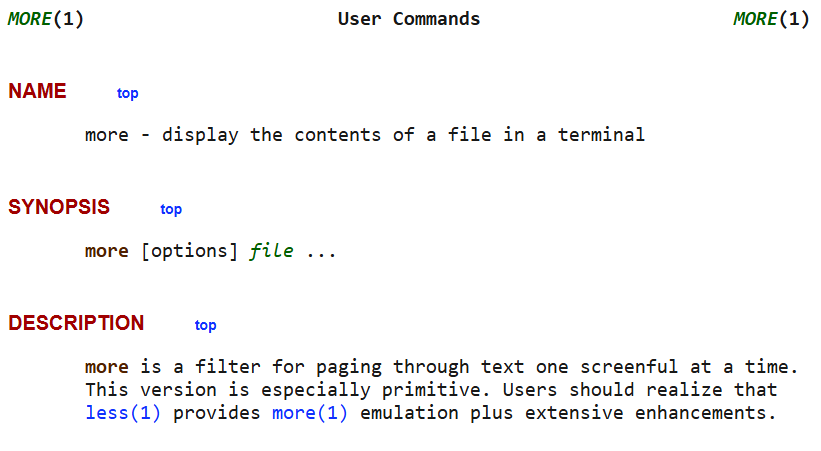 MORE(1) User Commands MORE(1)
NAME top
more - display the contents of a file in a terminal
SYNOPSIS top
more [options] file ...
DESCRIPTION top
more is a filter for paging through text one screenful at a time.
This version is especially primitive. Users should realize that
less(1) provides more(1) emulation plus extensive enhancements.